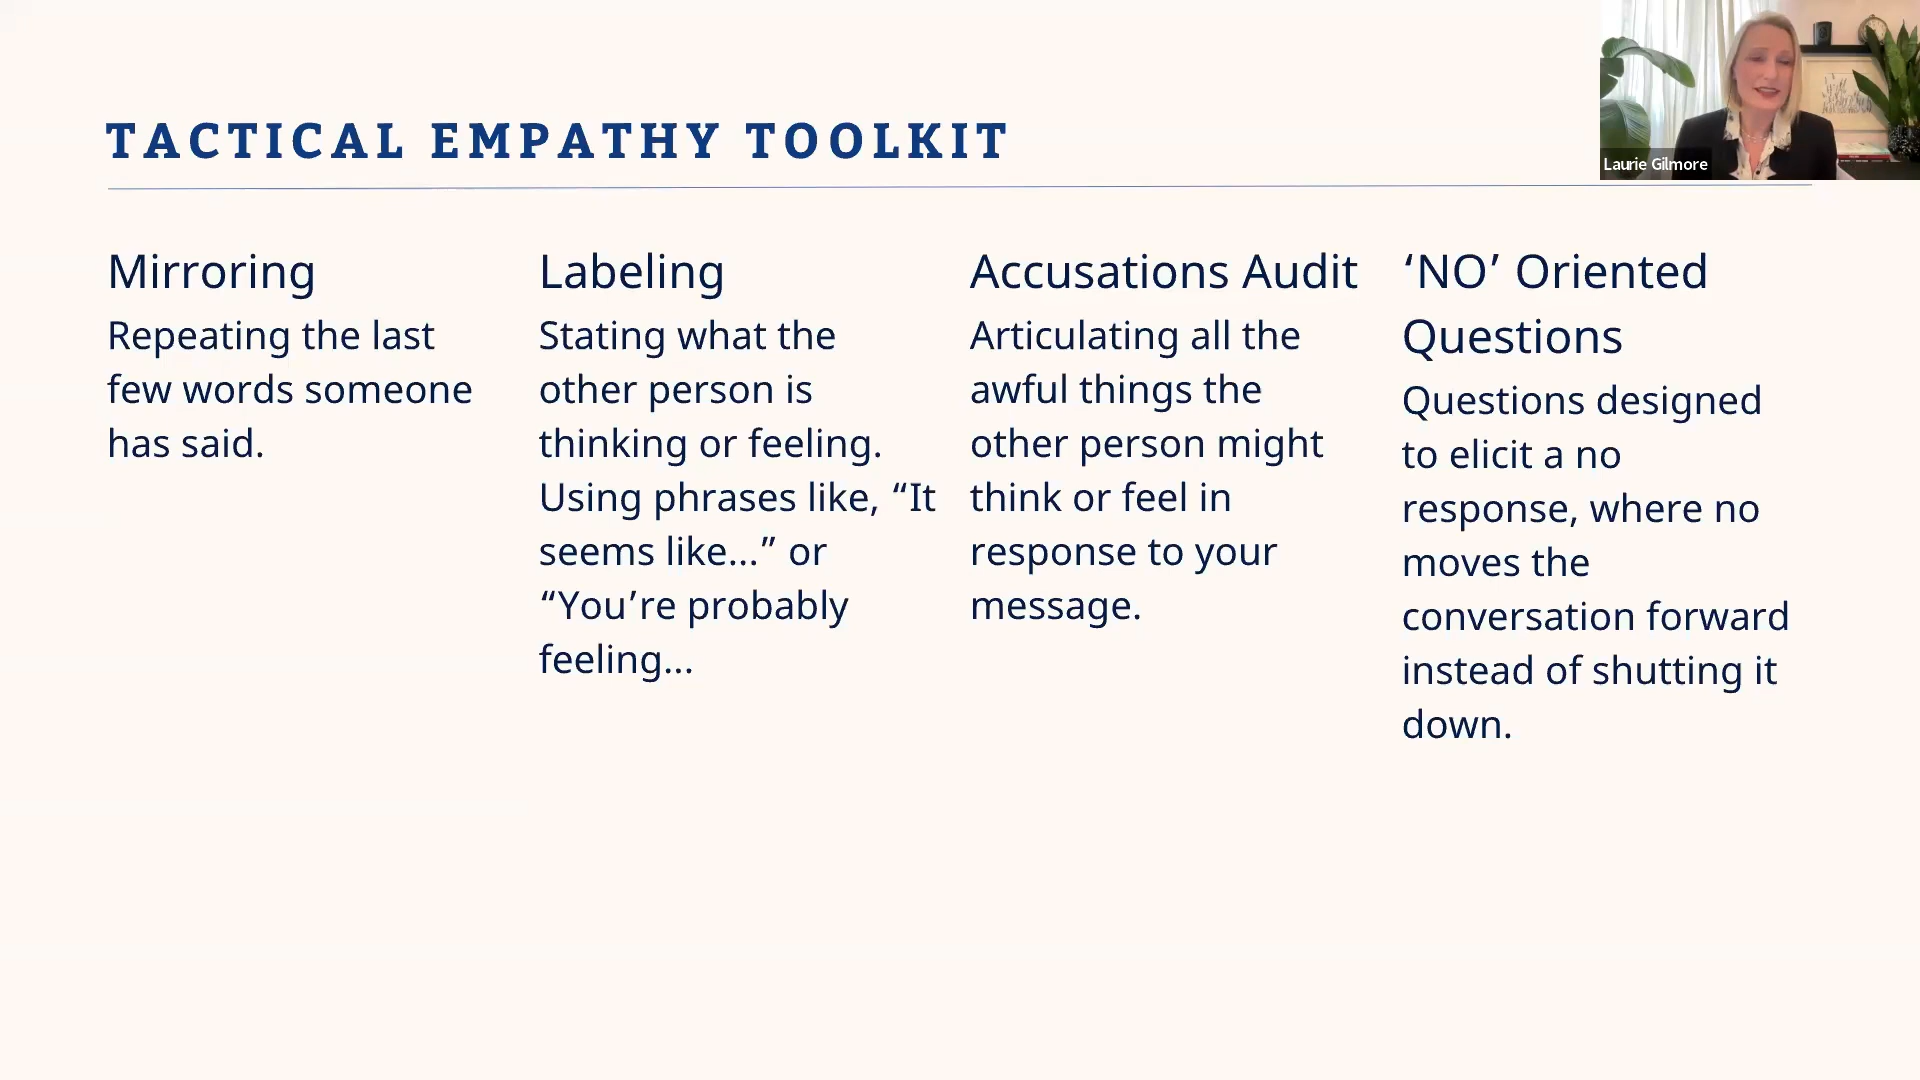 TACTICAL EMPATHY TOOLKIT
Laurie Gilmore
Mirroring
Repeating the last
few words someone
has said.
Labeling
Stating what the
other person is
thinking or feeling.
Using phrases like, “It
seems like...” or
“You’re probably
feeling...
Accusations Audit
Articulating all the
awful things the
other person might
think or feel in
response to your
message.
‘NO’ Oriented
Questions
Questions designed
to elicit a no
response, where no
moves the
conversation forward
instead of shutting it
down.